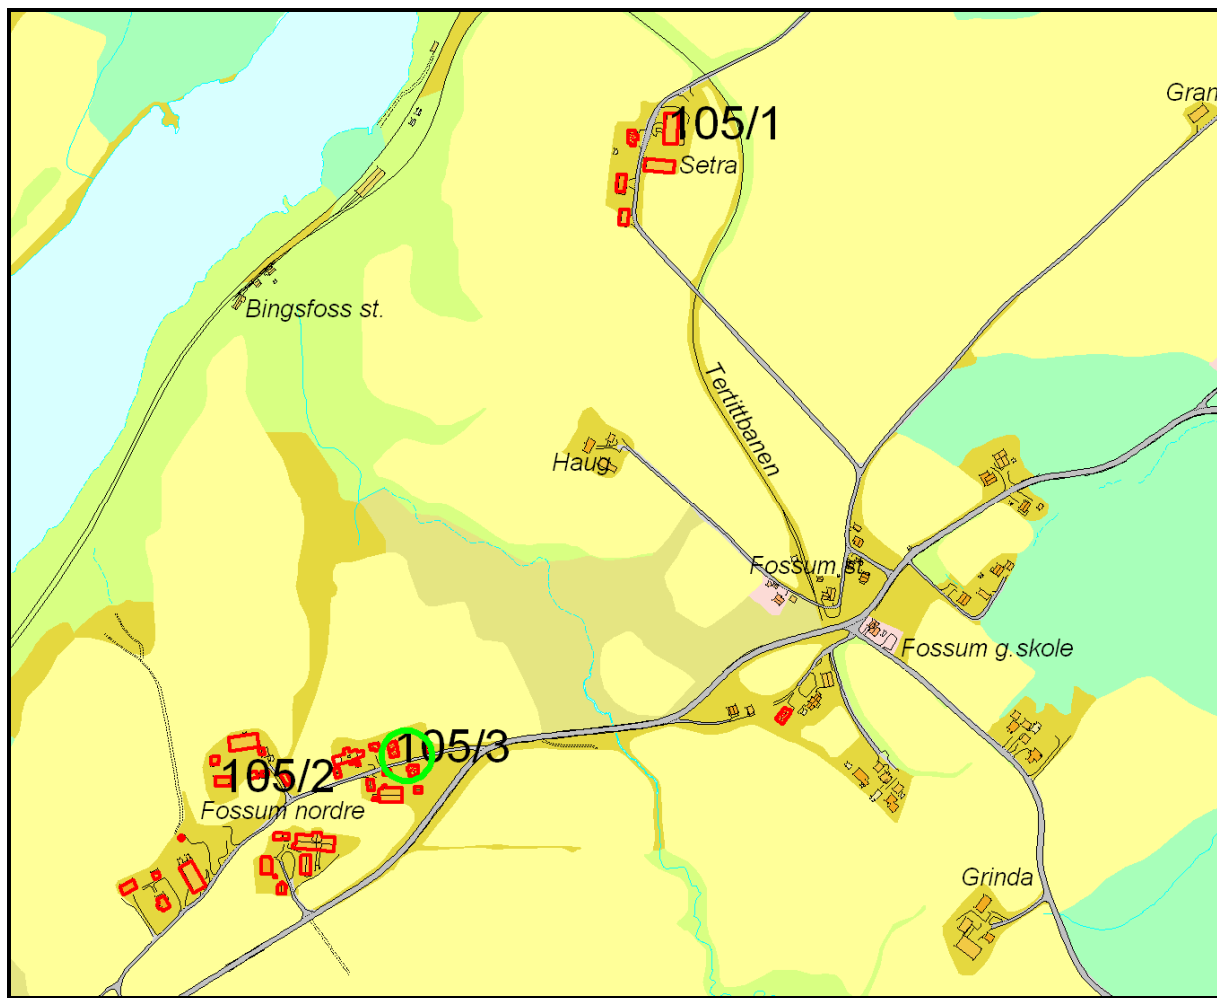 Gran
105/1
Setra
Bingsfoss st.
Tertittbanen
Haug
Fossum st.
Fossum g.skole
105/3
105/2
Fossum nordre
Grinda